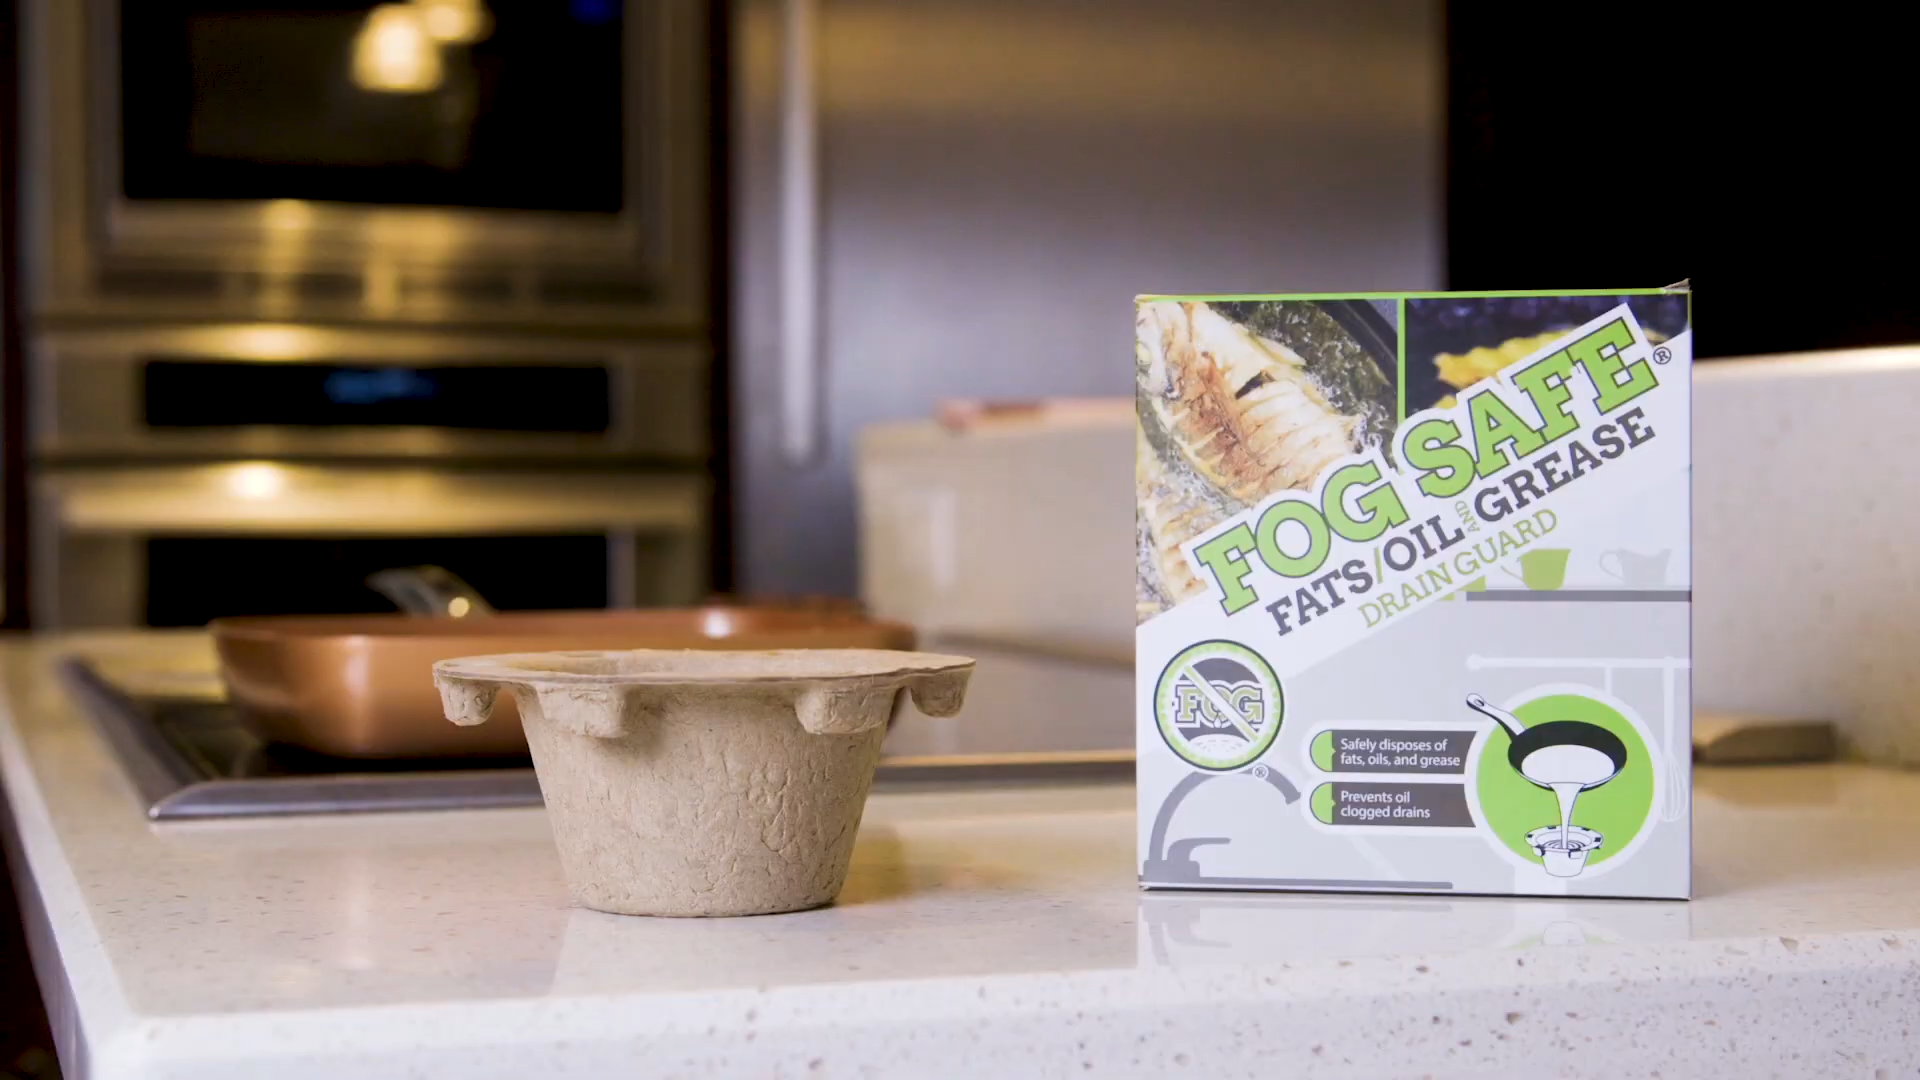 FOG SAFE®
FATS/OIL AND GREASE
DRAIN GUARD
FOG
®
Safely disposes of
fats, oils, and grease
Prevents oil
clogged drains